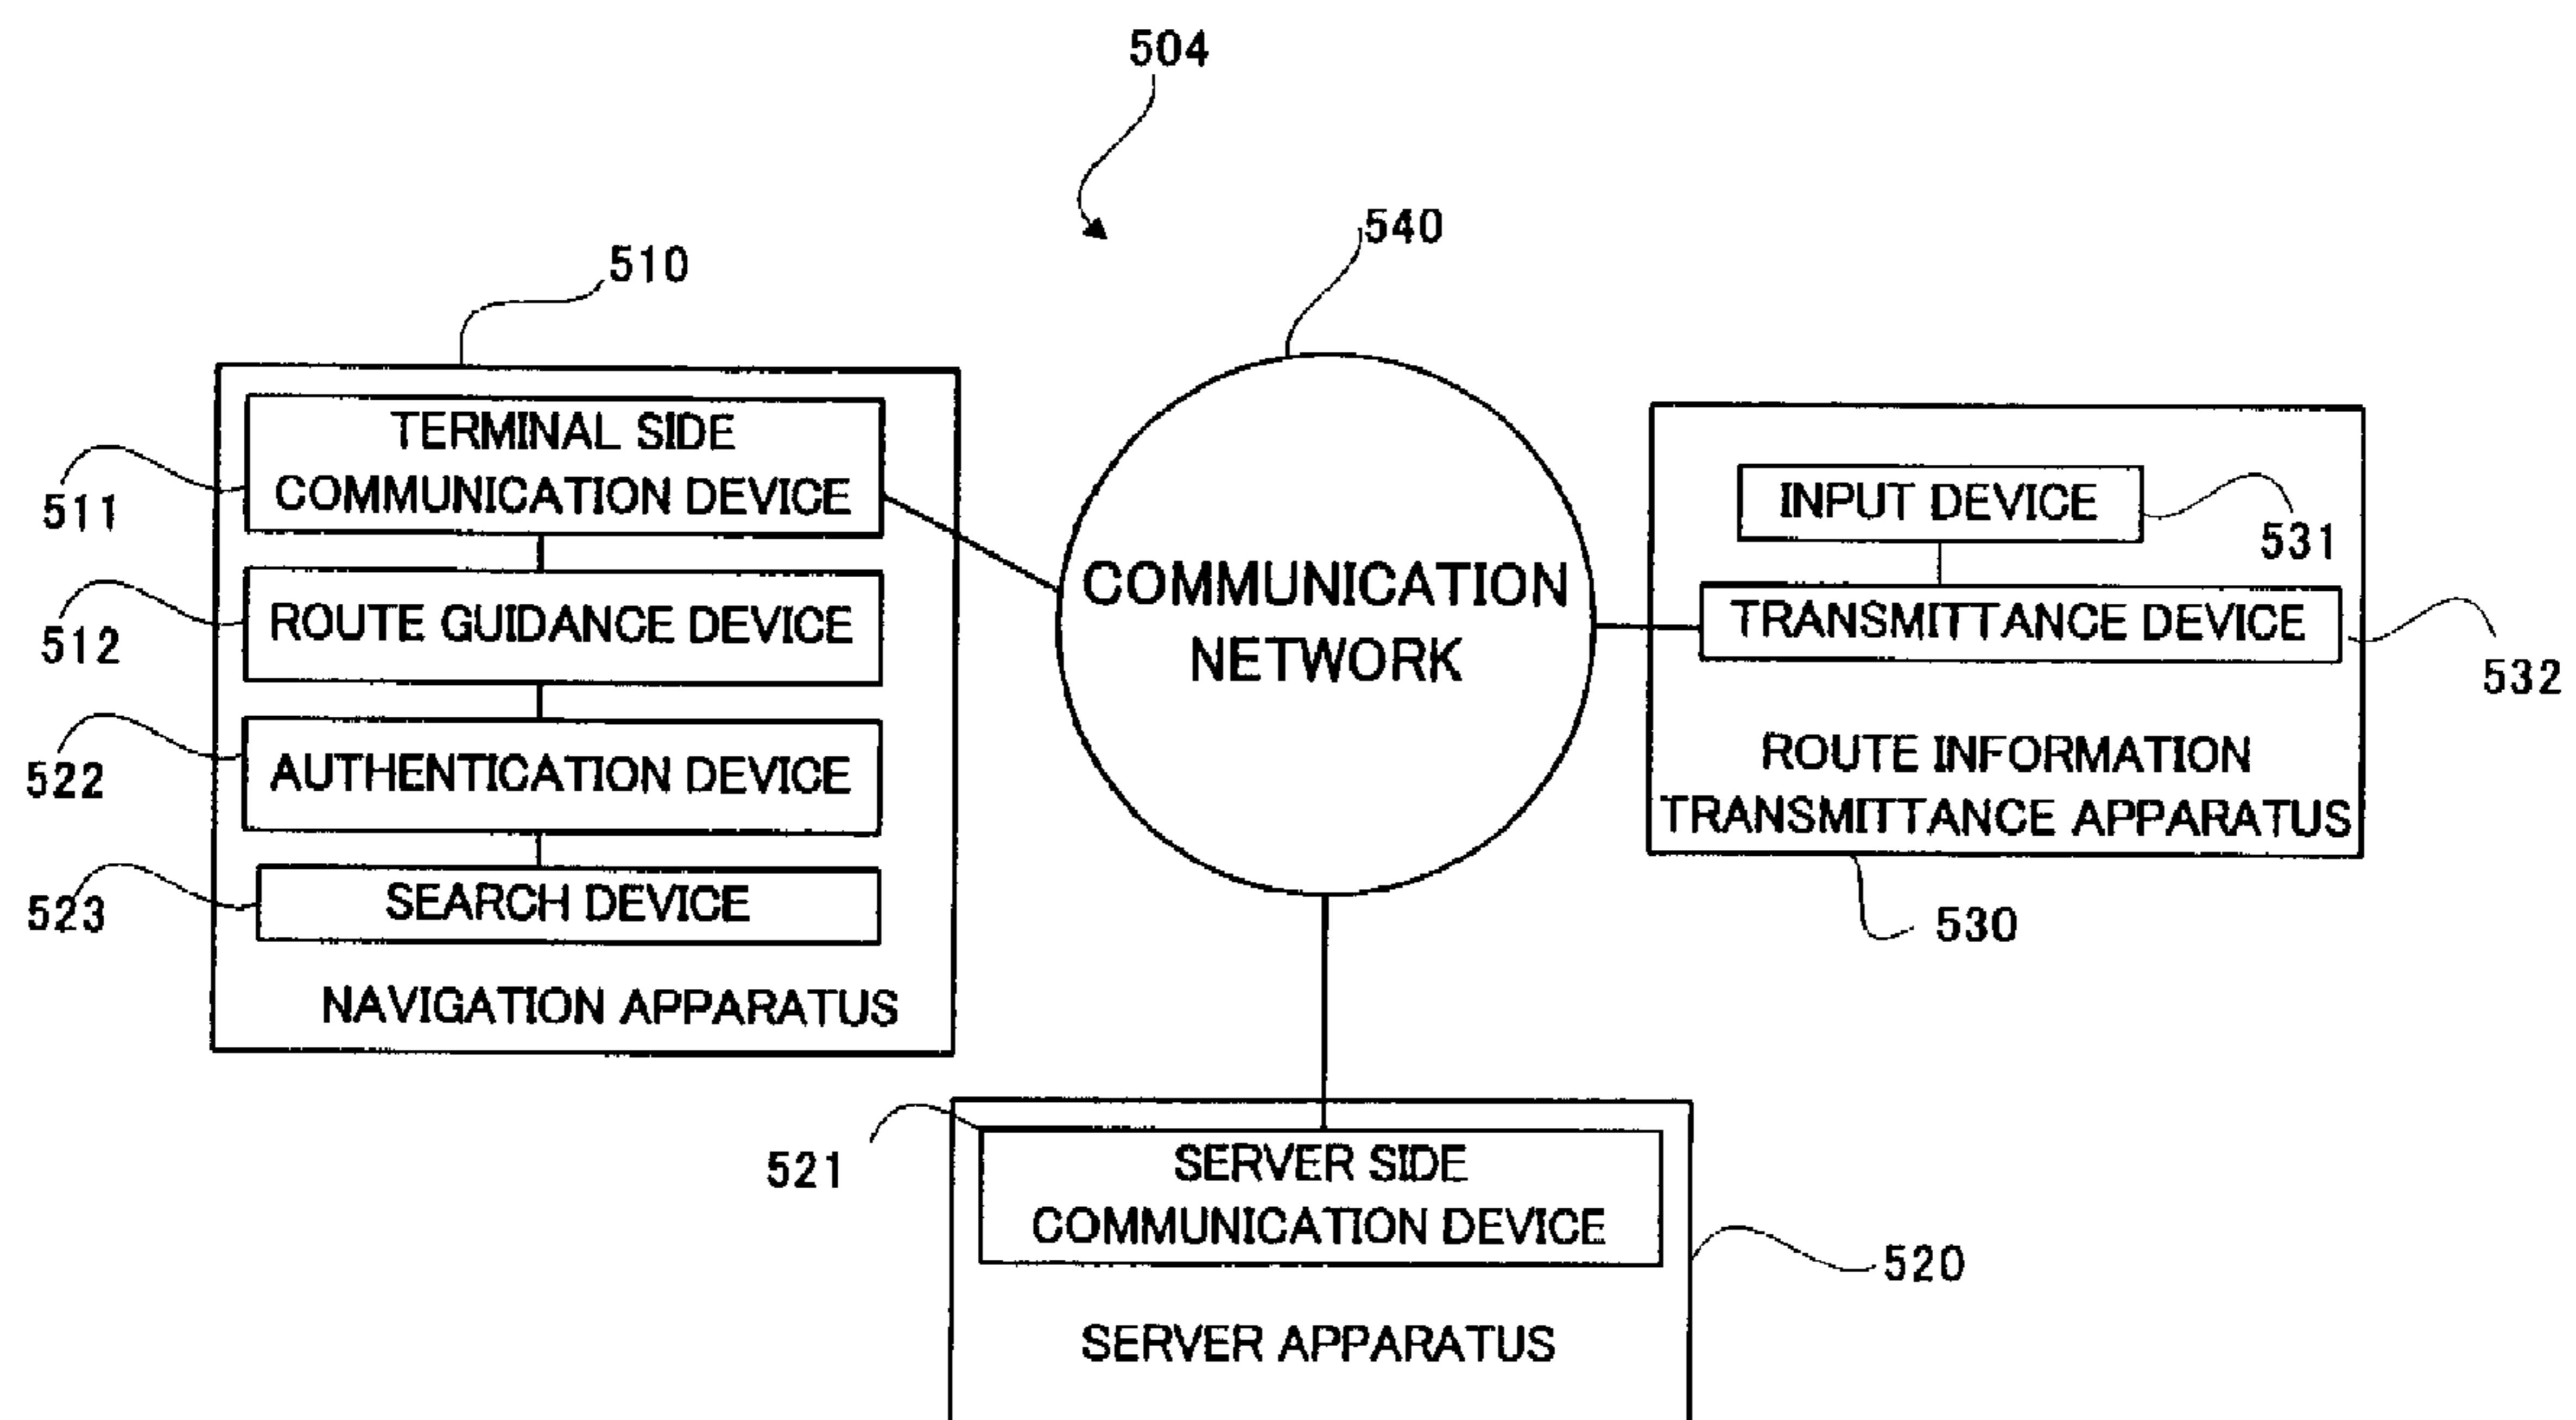 504
540
510
TERMINAL SIDE
COMMUNICATION DEVICE
511
ROUTE GUIDANCE DEVICE
512
AUTHENTICATION DEVICE
522
SEARCH DEVICE
523
NAVIGATION APPARATUS
COMMUNICATION
NETWORK
INPUT DEVICE
531
TRANSMITTANCE DEVICE
532
ROUTE INFORMATION
TRANSMITTANCE APPARATUS
530
521
SERVER SIDE
COMMUNICATION DEVICE
520
SERVER APPARATUS